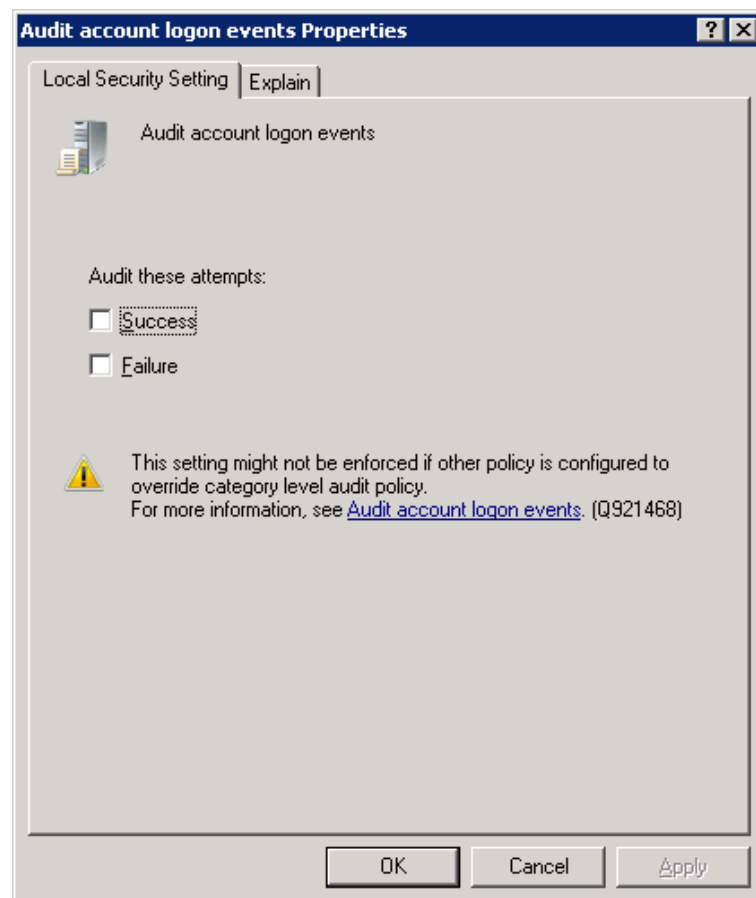 Audit account logon events Properties
Local Security Setting
Explain
Audit account logon events
Audit these attempts:
Success
Failure
This setting might not be enforced if other policy is configured to
override category level audit policy.
For more information, see Audit account logon events. (Q921468)
OK
Cancel
Apply